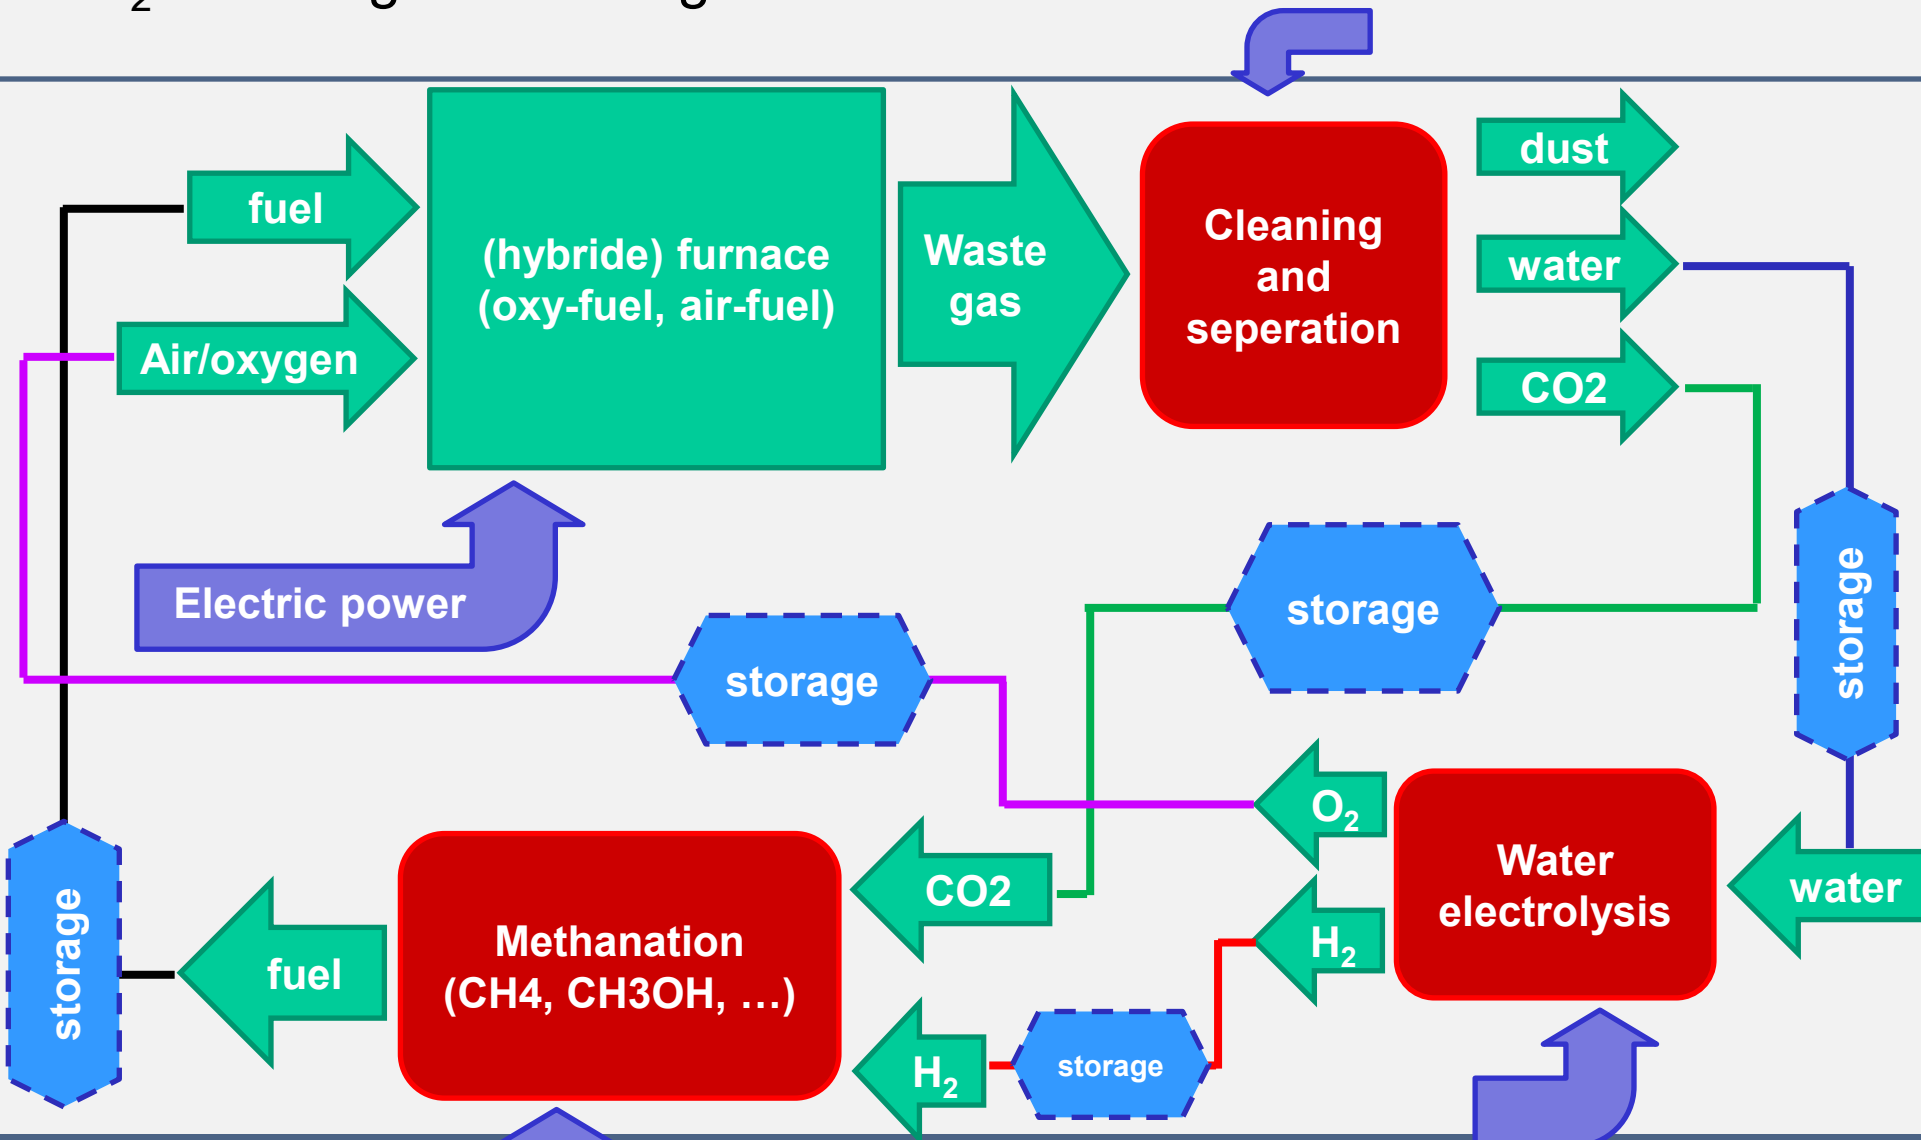 2
fuel
Air/oxygen
(hybride) furnace
(oxy-fuel, air-fuel)
Waste
gas
Cleaning
and
seperation
dust
water
CO2
Electric power
storage
storage
storage
O2
CO2
Water
electrolysis
water
H2
Methanation
(CH4, CH3OH, …)
fuel
storage
H2
storage